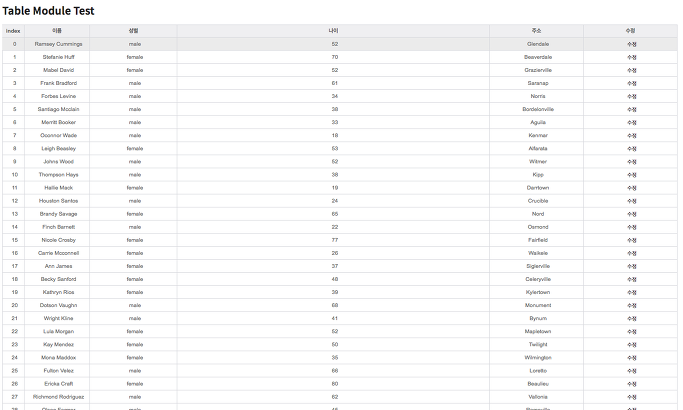 Table Module Test
Index 이름 성별 나이 주소 수정
0 Ramsey Cummings male 52 Glendale 수정
1 Stefanie Huff female 70 Beaverdale 수정
2 Mabel David female 52 Grazierville 수정
3 Frank Bradford male 61 Saranap 수정
4 Forbes Levine male 34 Norris 수정
5 Santiago Mcclain male 38 Bordelonville 수정
6 Merritt Booker male 33 Aguila 수정
7 Oconnor Wade male 18 Kenmar 수정
8 Leigh Beasley female 53 Alfarata 수정
9 Johns Wood male 52 Witmer 수정
10 Thompson Hays male 38 Kipp 수정
11 Hallie Mack female 19 Darrtown 수정
12 Houston Santos male 24 Crucible 수정
13 Brandy Savage female 65 Nord 수정
14 Finch Barnett male 22 Osmond 수정
15 Nicole Crosby female 77 Fairfield 수정
16 Carrie Mcconnell female 26 Waikele 수정
17 Ann James female 37 Siglerville 수정
18 Becky Sanford female 48 Celeryville 수정
19 Kathryn Rios female 39 Kylertown 수정
20 Dotson Vaughn male 68 Monument 수정
21 Wright Kline male 41 Bynum 수정
22 Lula Morgan female 52 Mapletown 수정
23 Kay Mendez female 50 Twilight 수정
24 Mona Maddox female 35 Wilmington 수정
25 Fulton Velez male 66 Loretto 수정
26 Ericka Craft female 60 Beaulieu 수정
27 Richmond Rodriguez male 62 Vallonia 수정